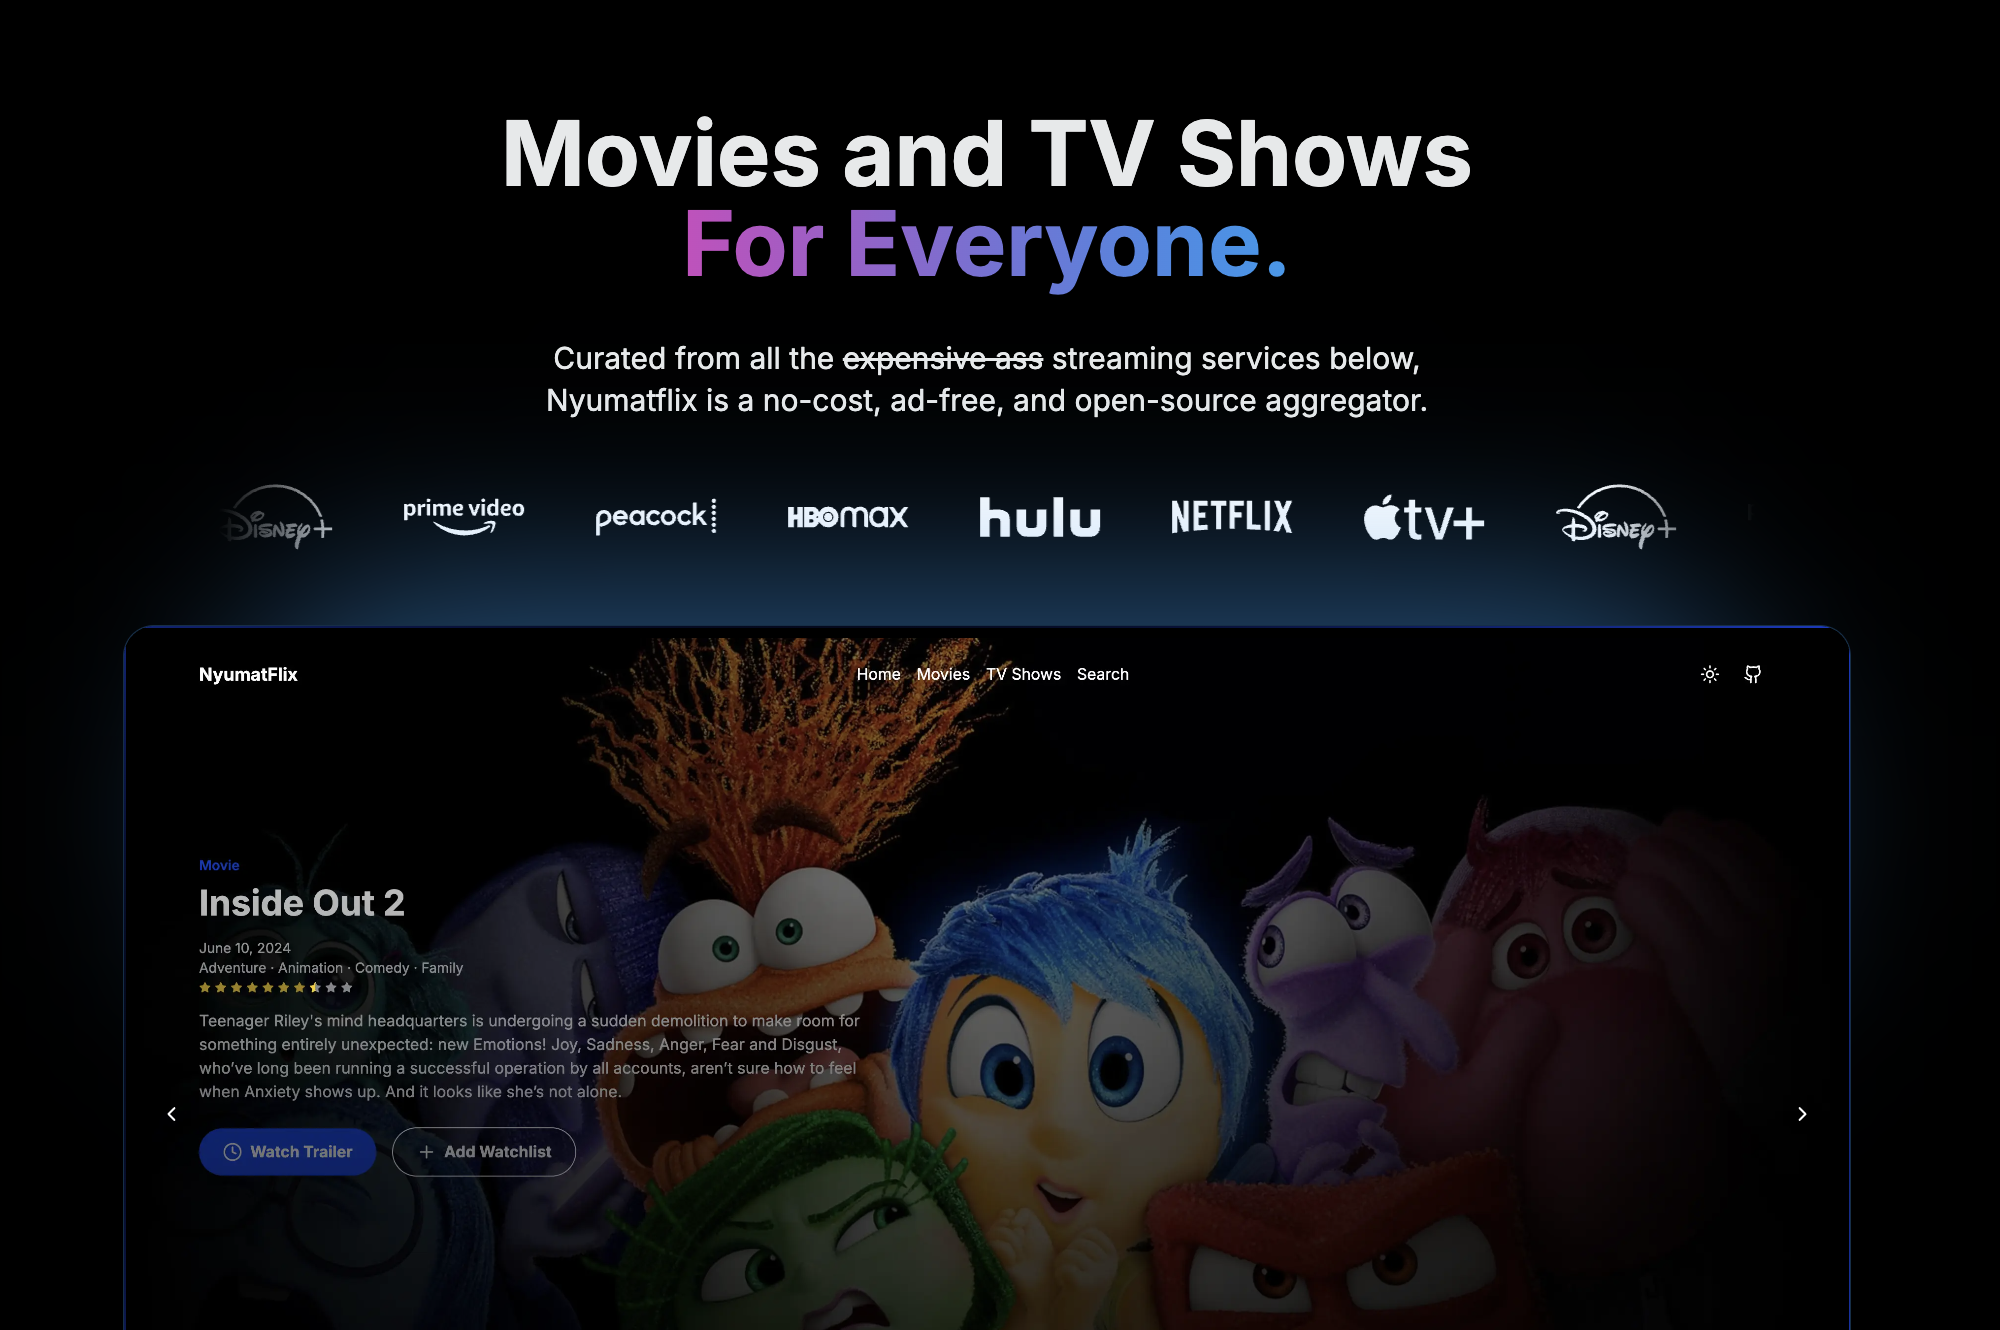 Movies and TV Shows
For Everyone.
Curated from all the expensive ass streaming services below,
Nyumatflix is a no-cost, ad-free, and open-source aggregator.
Disney+ prime video peacock HBOmax hulu NETFLIX tv+ Disney+
NyumatFlix Home Movies TV Shows Search
Movie
Inside Out 2
June 10, 2024
Adventure · Animation · Comedy · Family
Teenager Riley's mind headquarters is undergoing a sudden demolition to make room for
something entirely unexpected: new Emotions! Joy, Sadness, Anger, Fear and Disgust,
who’ve long been running a successful operation by all accounts, aren’t sure how to feel
when Anxiety shows up. And it looks like she’s not alone.
Watch Trailer + Add Watchlist